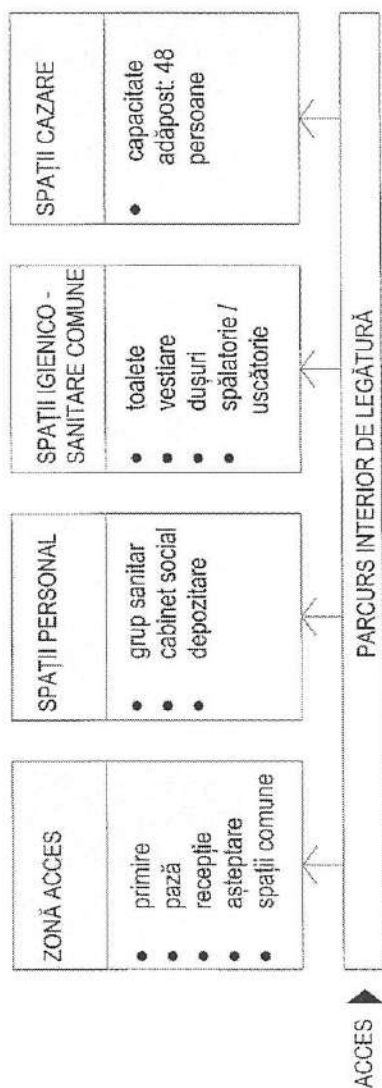 ZONĂ ACCES
primire
pază
recepție
așteptare
spații comune
SPAȚII PERSONAL
grup sanitar
cabinet social
depozitare
SPAȚII IGIENICO -
SANITARE COMUNE
toalete
vestiare
dușuri
spălatorie /
uscătorie
SPAȚII CAZARE
capacitate
adăpost: 48
persoane
ACCES
PARCURS INTERIOR DE LEGĂTURĂ